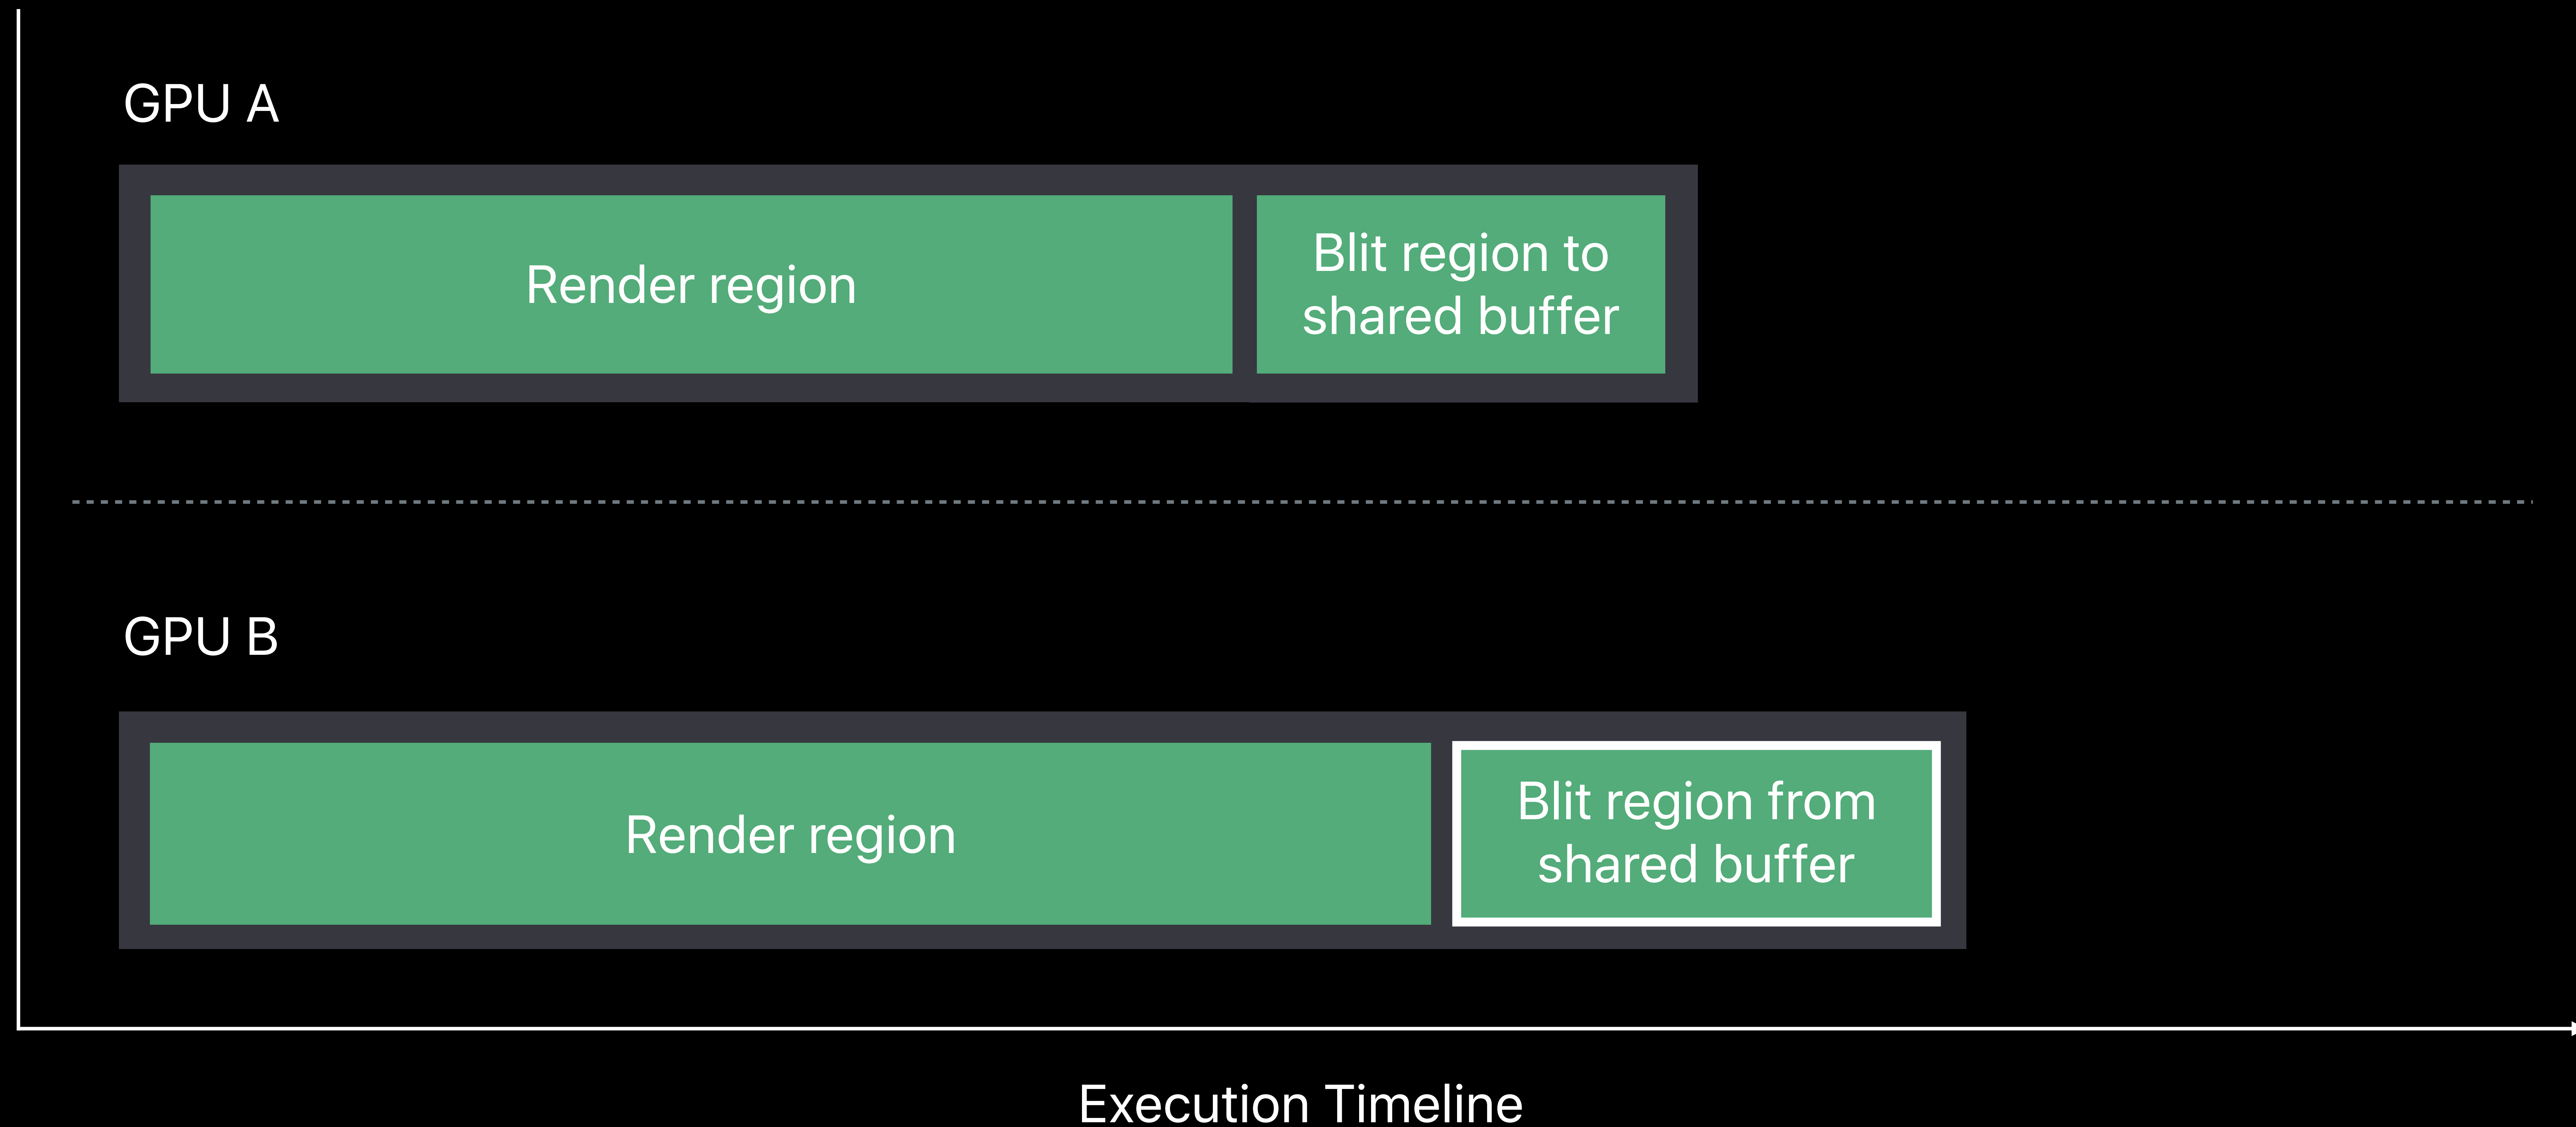 GPU A
Render region
Blit region to
shared buffer
GPU B
Render region
Blit region from
shared buffer
Execution Timeline